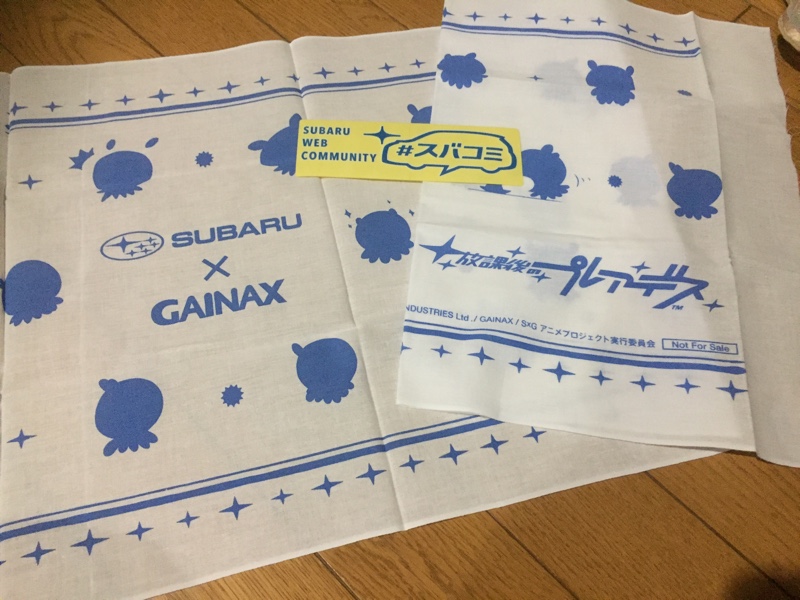 SUBARU
×
GAINAX
SUBARU
WEB
COMMUNITY
#スバコミ
放課後のプレアデス
TM
INDUSTRIES Ltd./GAINAX/S×G アニメプロジェクト実行委員会
Not For Sale